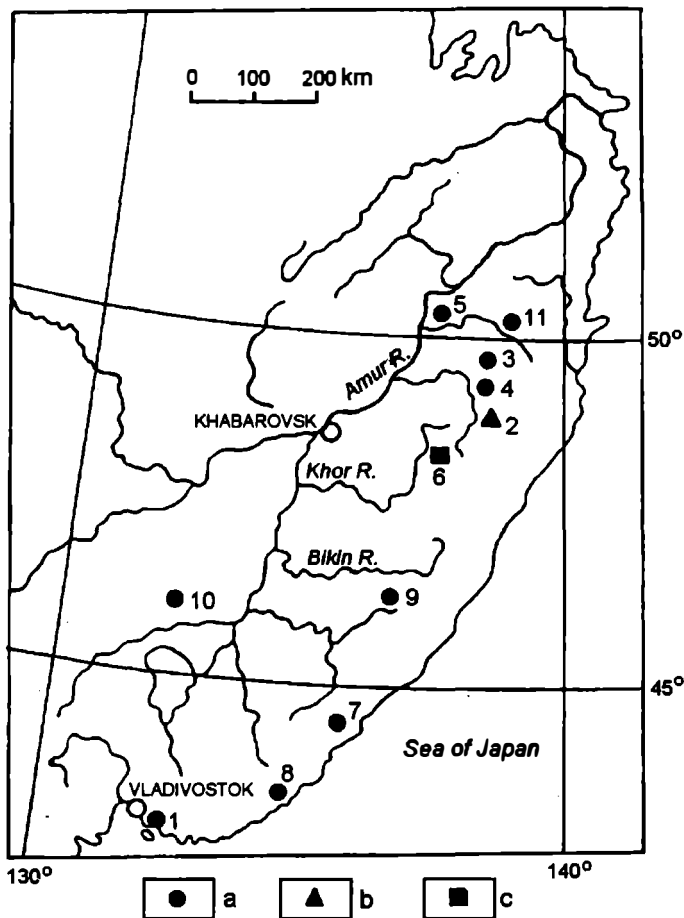 0 100 200 km
5
11
50°
3
Amur R.
4
KHABAROVSK
2
Khor R.
6
Bikin R.
10
9
45°
7
Sea of Japan
8
VLADIVOSTOK
1
130°
140°
a b c